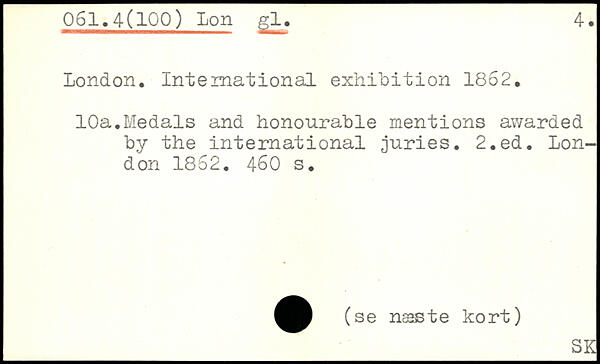 061.4(100) Lon gl. 4.
London. International exhibition 1862.
10a.Medals and honourable mentions awarded
by the international juries. 2.ed. Lon-
don 1862. 460 s.
(se næste kort)
SK